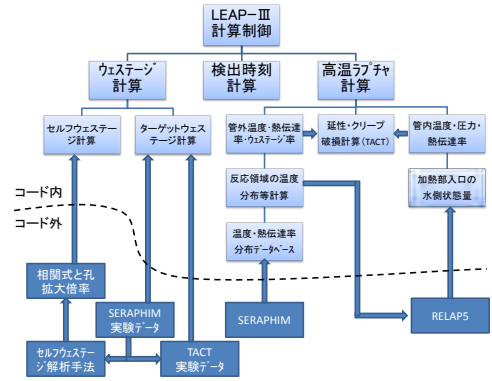 LEAP-Ⅲ
計算制御
ウェステージ
計算
検出時刻
計算
高温ラプチャ
計算
セルフウェステー
ジ計算
ターゲットウェス
テージ計算
管外温度・熱伝達
率・ウェステージ率
延性・クリープ
破損計算(TACT)
管内温度・圧力・
熱伝達率
反応領域の温度
分布等計算
加熱部入口の
水側状態量
コード内
コード外
温度・熱伝達率
分布データベース
相関式と孔
拡大倍率
SERAPHIM
実験データ
SERAPHIM
RELAP5
セルフウェステー
ジ解析手法
TACT
実験データ